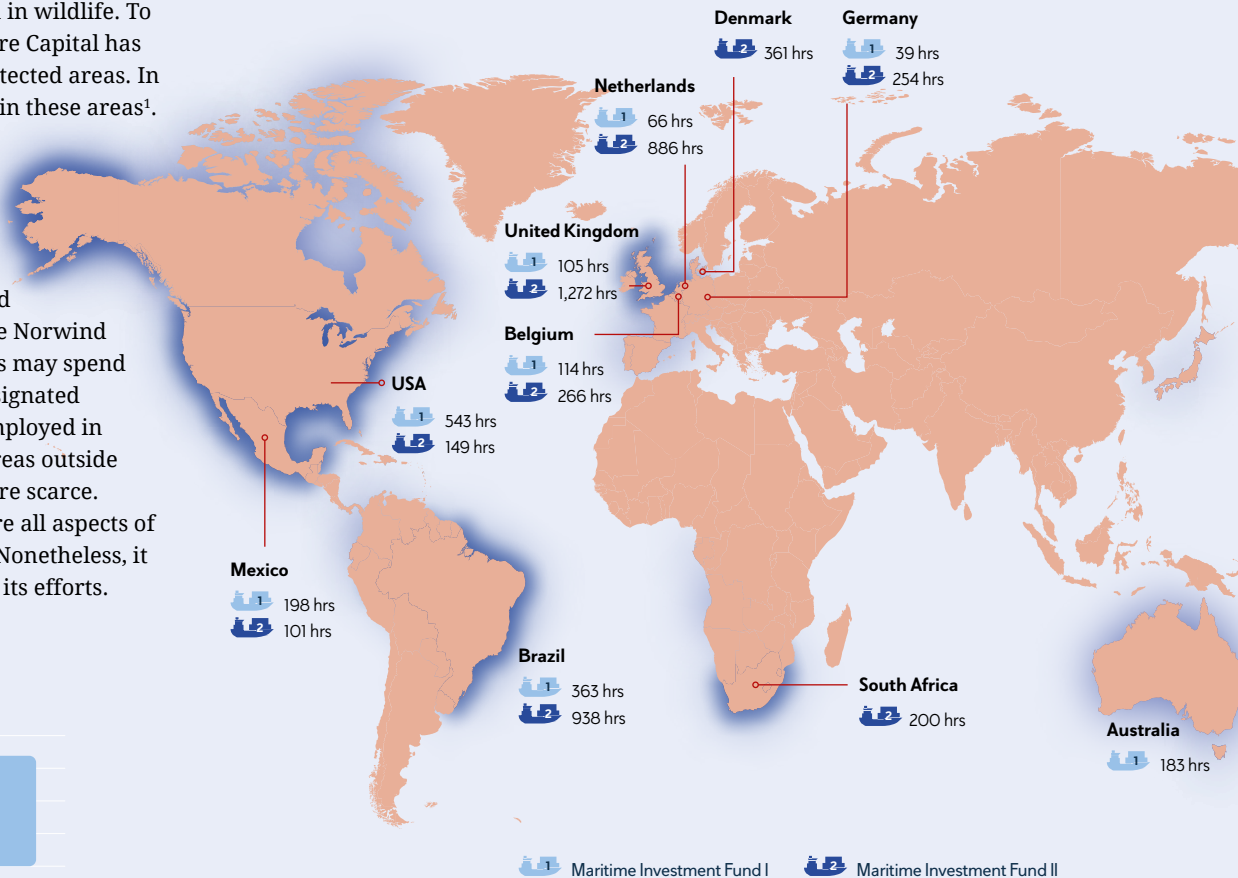 in wildlife. To
re Capital has
tected areas. In
in these areas¹.
d
e Norwind
s may spend
signated
nployed in
reas outside
re scarce.
re all aspects of
Nonetheless, it
its efforts.
Denmark
2 361 hrs
Germany
1 39 hrs
2 254 hrs
Netherlands
1 66 hrs
2 886 hrs
United Kingdom
1 105 hrs
2 1,272 hrs
Belgium
1 114 hrs
2 266 hrs
USA
1 543 hrs
2 149 hrs
Mexico
1 198 hrs
2 101 hrs
Brazil
1 363 hrs
2 938 hrs
South Africa
2 200 hrs
Australia
1 183 hrs
1 Maritime Investment Fund I
2 Maritime Investment Fund II